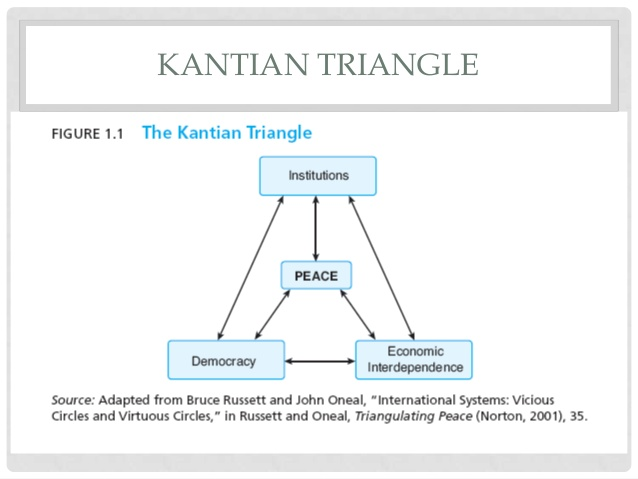 KANTIAN TRIANGLE
FIGURE 1.1 The Kantian Triangle
Institutions
PEACE
Democracy
Economic
Interdependence
Source: Adapted from Bruce Russett and John Oneal, "International Systems: Vicious
Circles and Virtuous Circles," in Russett and Oneal, Triangulating Peace (Norton, 2001), 35.